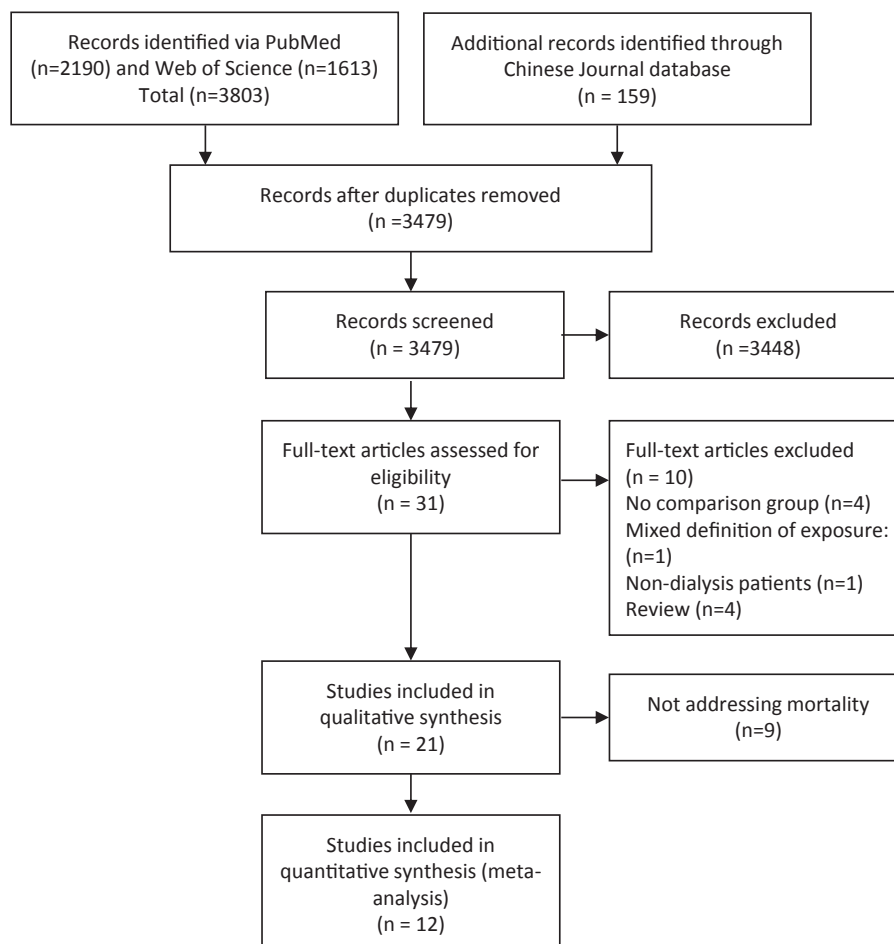 Records identified via PubMed
(n=2190) and Web of Science (n=1613)
Total (n=3803)
Additional records identified through
Chinese Journal database
(n = 159)
Records after duplicates removed
(n =3479)
Records screened
(n = 3479)
Records excluded
(n =3448)
Full-text articles assessed for
eligibility
(n = 31)
Full-text articles excluded
(n = 10)
No comparison group (n=4)
Mixed definition of exposure:
(n=1)
Non-dialysis patients (n=1)
Review (n=4)
Studies included in
qualitative synthesis
(n = 21)
Not addressing mortality
(n=9)
Studies included in
quantitative synthesis (meta-
analysis)
(n = 12)